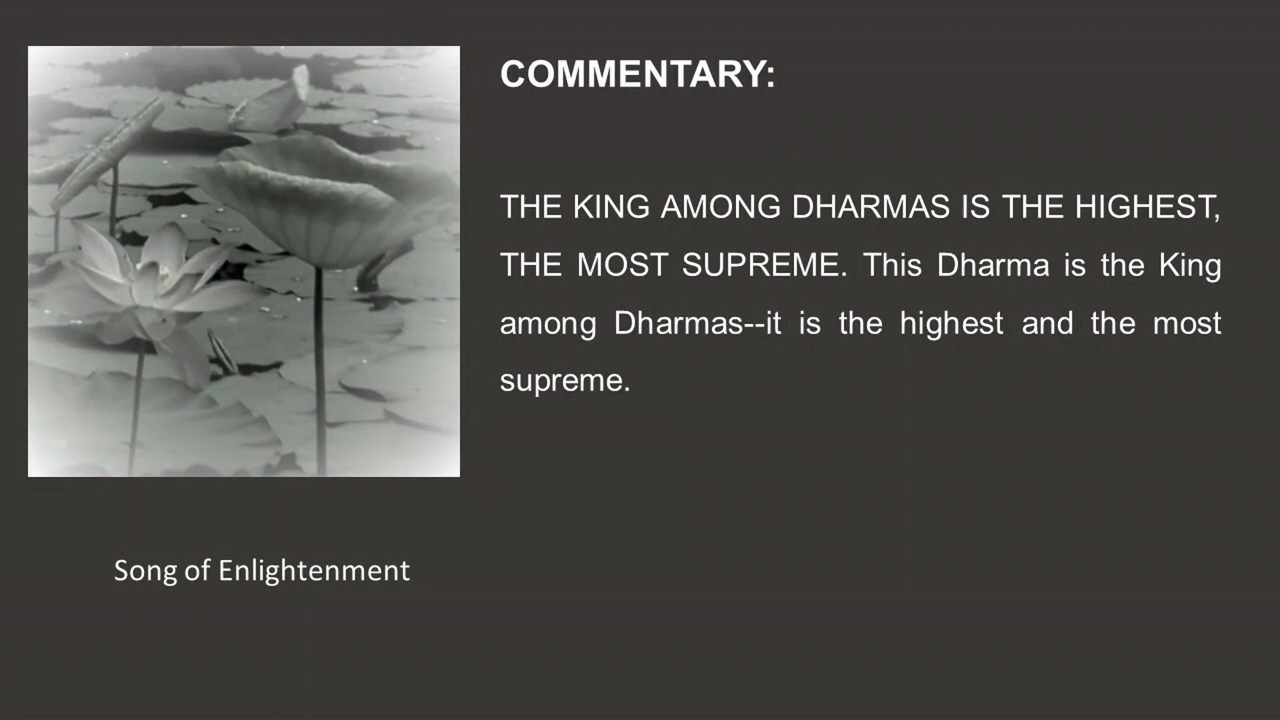 COMMENTARY:
THE KING AMONG DHARMAS IS THE HIGHEST,
THE MOST SUPREME. This Dharma is the King
among Dharmas--it is the highest and the most
supreme.
Song of Enlightenment